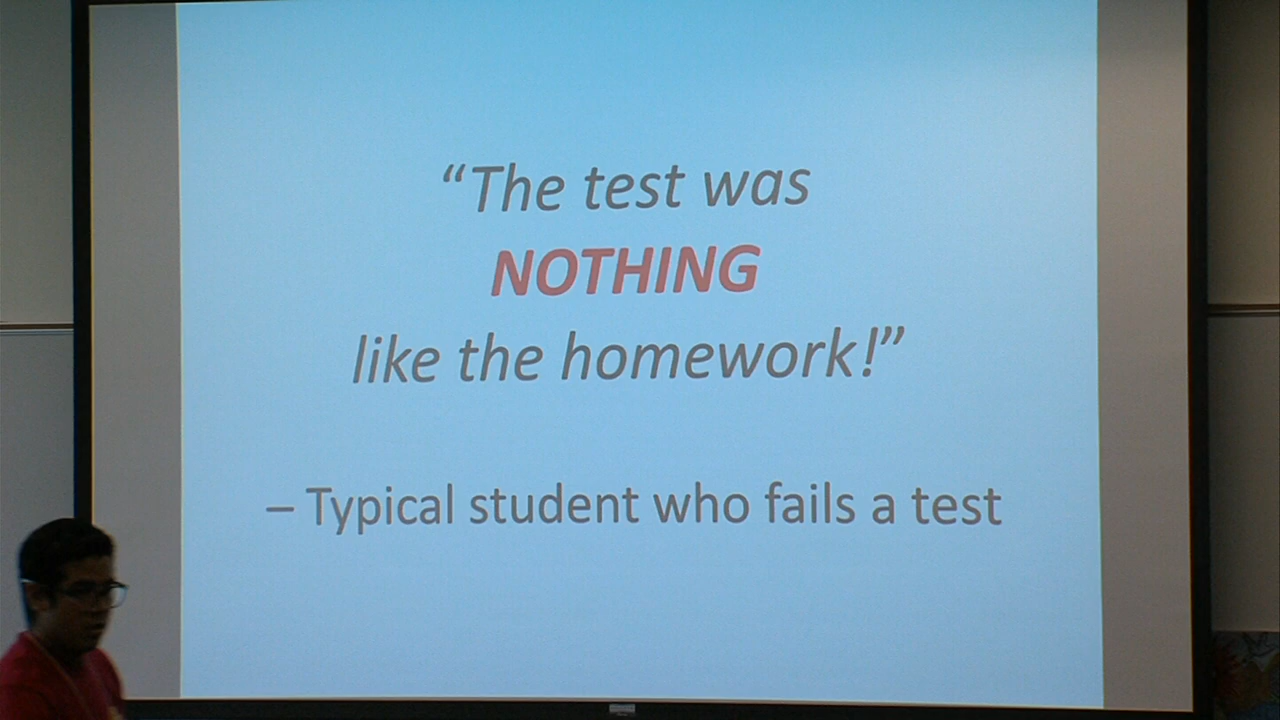 “The test was
NOTHING
like the homework!”
– Typical student who fails a test